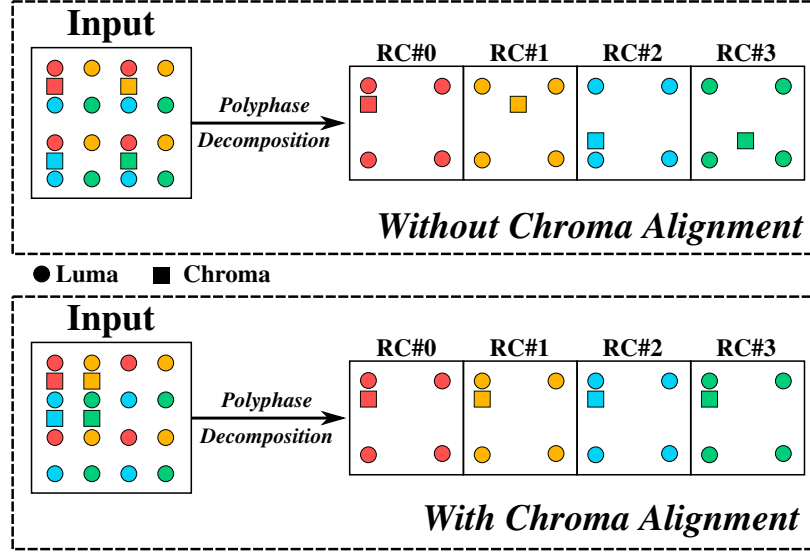 Input
RC#0 RC#1 RC#2 RC#3
Polyphase
Decomposition
Without Chroma Alignment
Luma Chroma
Input
RC#0 RC#1 RC#2 RC#3
Polyphase
Decomposition
With Chroma Alignment